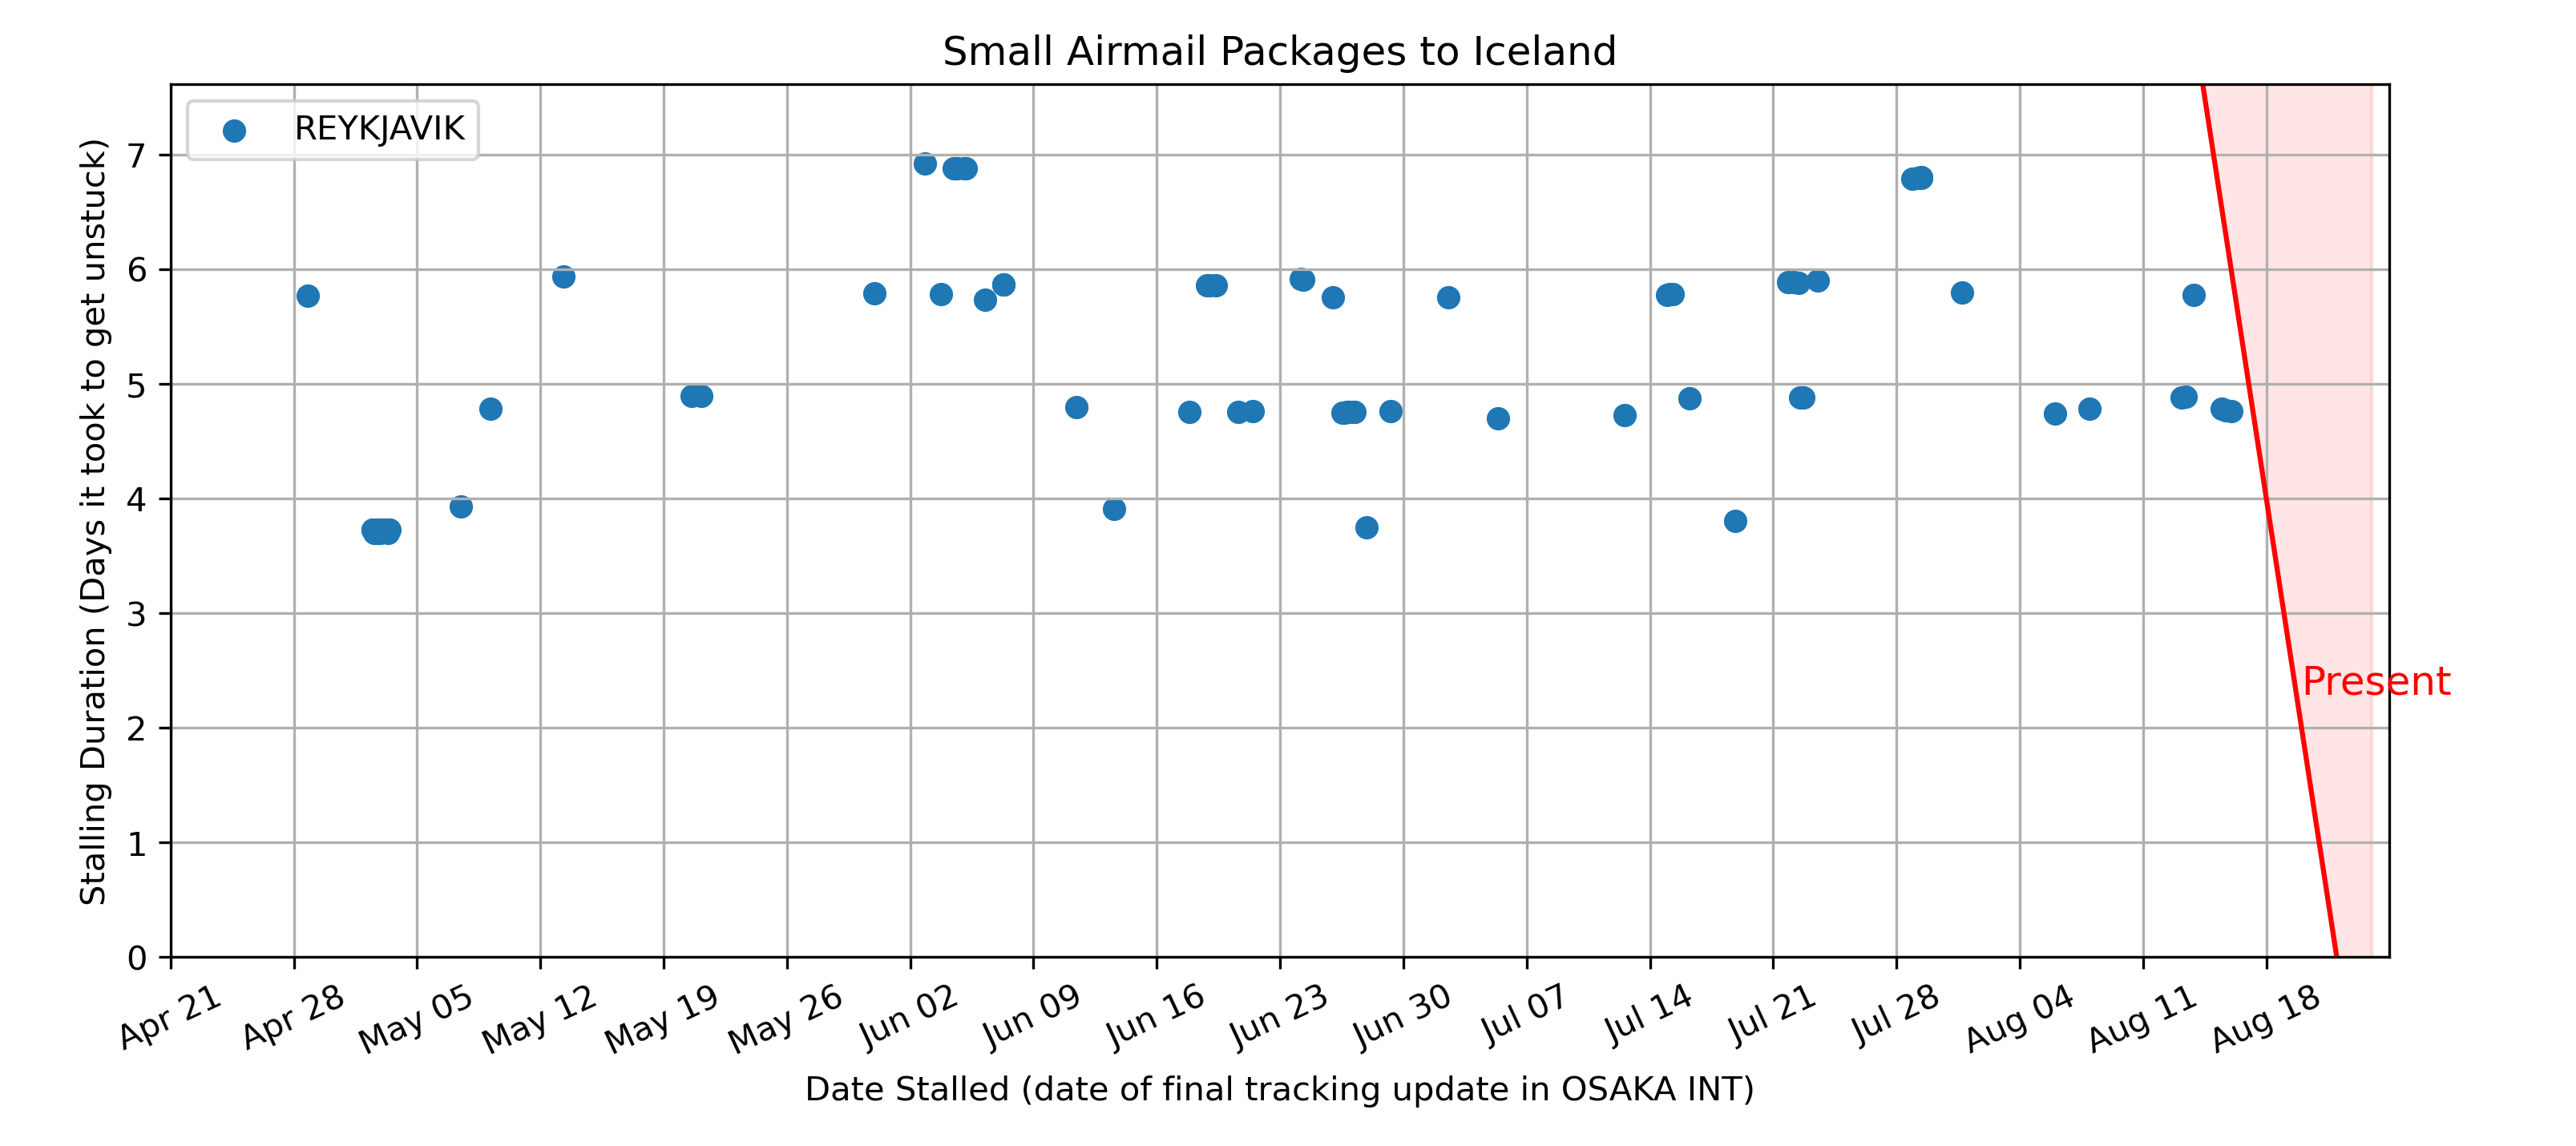 Small Airmail Packages to Iceland
REYKJAVIK
Stalling Duration (Days it took to get unstuck)
7
6
5
4
3
2
1
0
Present
Apr 21
Apr 28
May 05
May 12
May 19
May 26
Jun 02
Jun 09
Jun 16
Jun 23
Jun 30
Jul 07
Jul 14
Jul 21
Jul 28
Aug 04
Aug 11
Aug 18
Date Stalled (date of final tracking update in OSAKA INT)